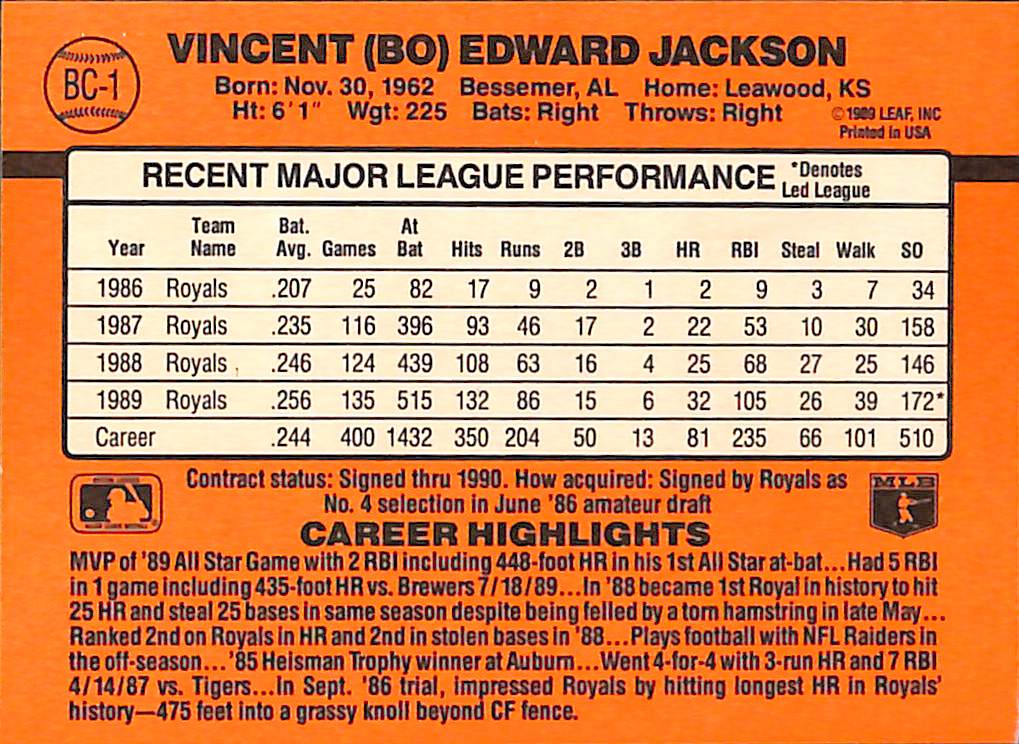 BC-1
VINCENT (BO) EDWARD JACKSON
Born: Nov. 30, 1962 Bessemer, AL Home: Leawood, KS
Ht: 6'1" Wgt: 225 Bats: Right Throws: Right
©1989 LEAF, INC
Printed in USA
RECENT MAJOR LEAGUE PERFORMANCE *Denotes Led League
Year Team Name Bat. Avg. Games At Bat Hits Runs 2B 3B HR RBI Steal Walk SO
1986 Royals .207 25 82 17 9 2 1 2 9 3 7 34
1987 Royals .235 116 396 93 46 17 2 22 53 10 30 158
1988 Royals .246 124 439 108 63 16 4 25 68 27 25 146
1989 Royals .256 135 515 132 86 15 6 32 105 26 39 172*
Career .244 400 1432 350 204 50 13 81 235 66 101 510
Contract status: Signed thru 1990. How acquired: Signed by Royals as
No. 4 selection in June '86 amateur draft
MLB
CAREER HIGHLIGHTS
MVP of '89 All Star Game with 2 RBI including 448-foot HR in his 1st All Star at-bat...Had 5 RBI
in 1 game including 435-foot HR vs. Brewers 7/18/89...In '88 became 1st Royal in history to hit
25 HR and steal 25 bases in same season despite being felled by a torn hamstring in late May...
Ranked 2nd on Royals in HR and 2nd in stolen bases in '88...Plays football with NFL Raiders in
the off-season...'85 Heisman Trophy winner at Auburn...Went 4-for-4 with 3-run HR and 7 RBI
4/14/87 vs. Tigers...In Sept. '86 trial, impressed Royals by hitting longest HR in Royals'
history—475 feet into a grassy knoll beyond CF fence.